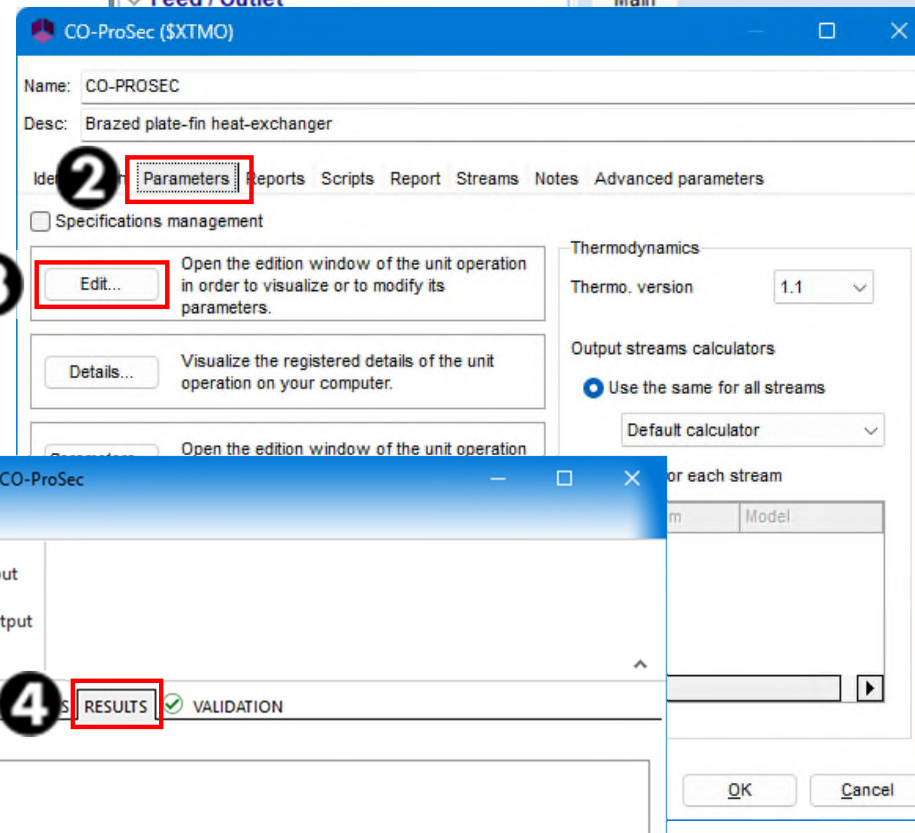 Feed / Outlet
Main
CO-ProSec ($XTMO)
Name: CO-PROSEC
Desc: Brazed plate-fin heat-exchanger
2 Parameters Reports Scripts Report Streams Notes Advanced parameters
Specifications management
3
Edit...
Open the edition window of the unit operation
in order to visualize or to modify its
parameters.
Details...
Visualize the registered details of the unit
operation on your computer.
Open the edition window of the unit operation
Thermodynamics
Thermo. version 1.1
Output streams calculators
Use the same for all streams
Default calculator
or each stream
Model
CO-ProSec
4 RESULTS VALIDATION
OK Cancel